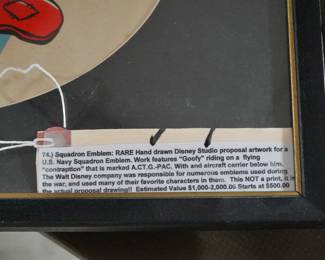 74.) Squadron Emblem: RARE Hand drawn Disney Studio proposal artwork for a
U.S. Navy Squadron Emblem. Work features "Goofy" riding on a flying
"contraption" that is marked A.C.T.G.-PAC. With and aircraft carrier below him.
The Walt Disney company was responsible for numerous emblems used during
the war, and used many of their favorite characters in them. This NOT a print, it
the actual proposal drawing!! Estimated Value $1,000-2,000.00 Starts at $500.00